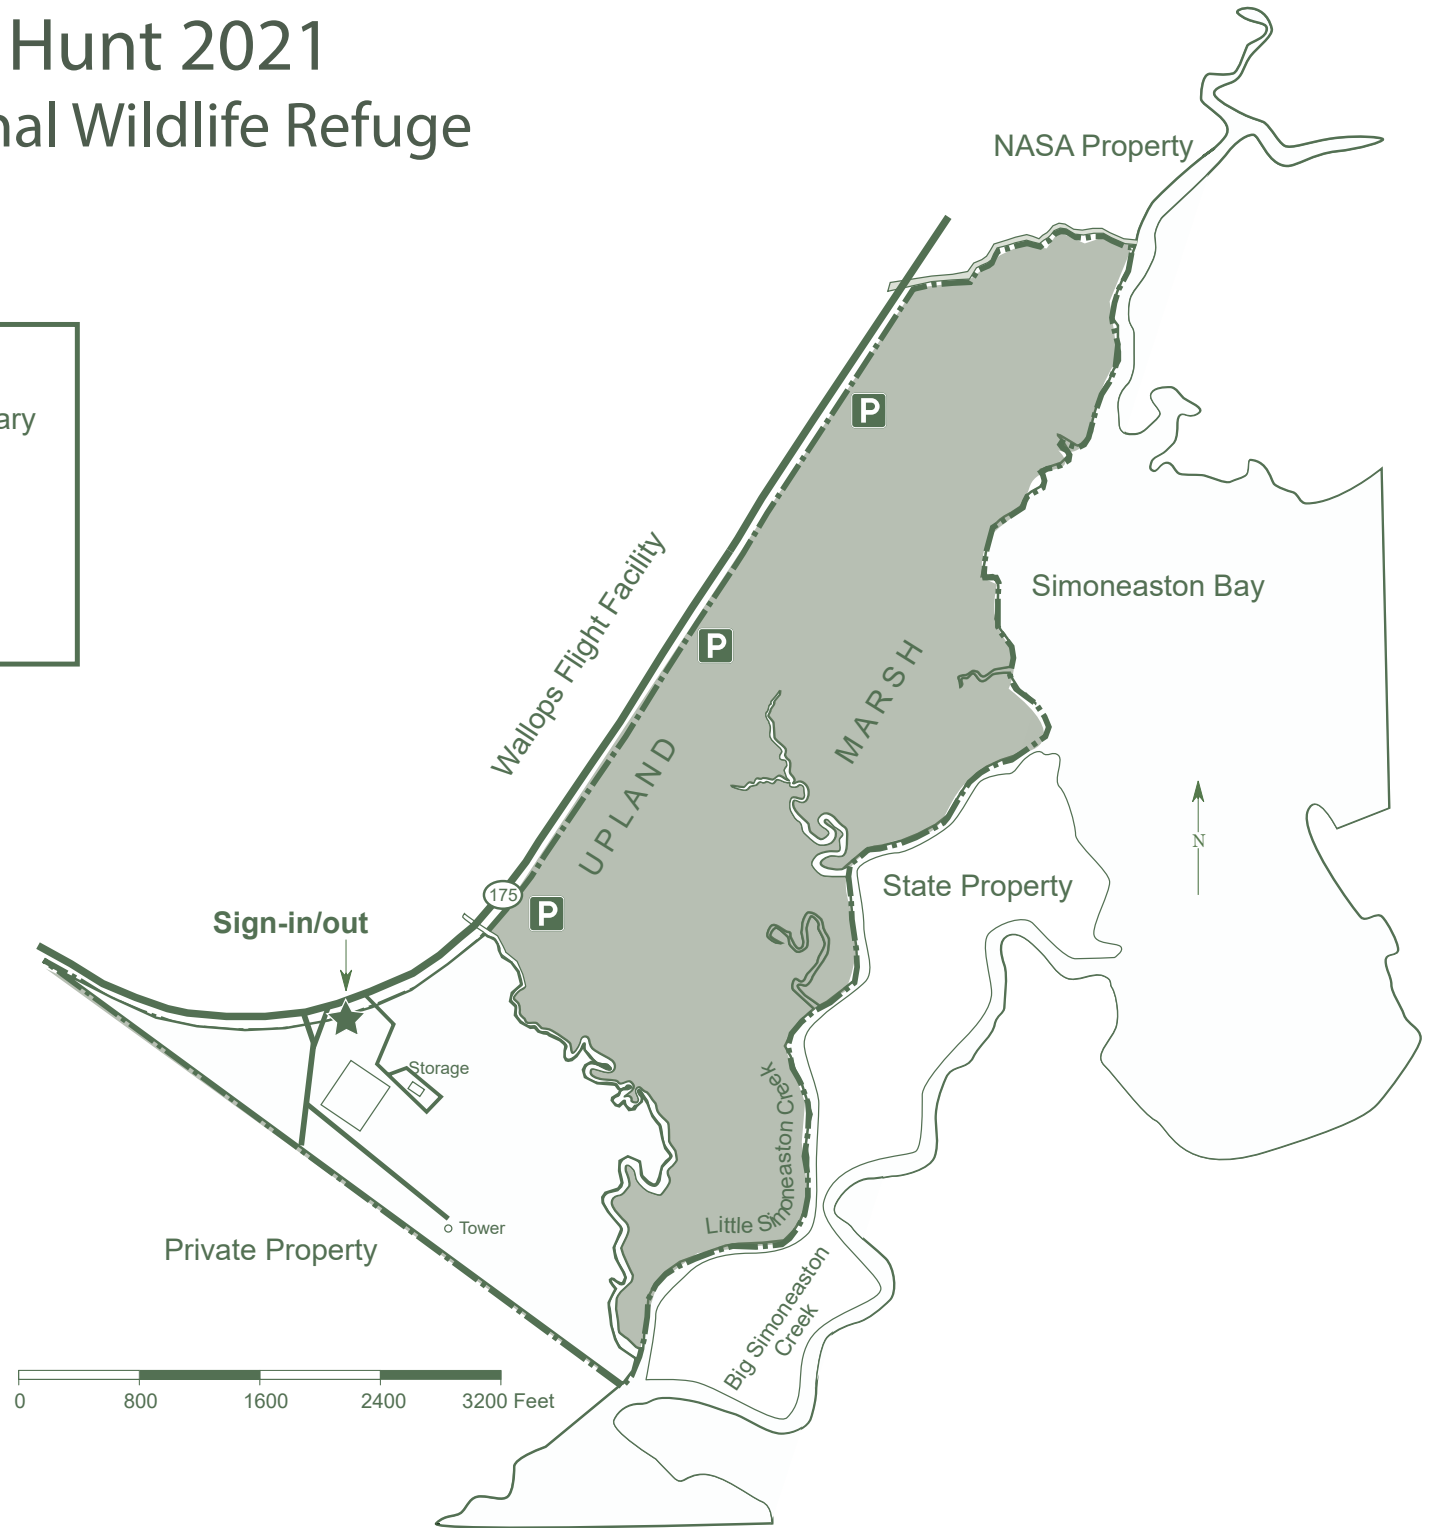 Hunt 2021
nal Wildlife Refuge
NASA Property
ary
P
Wallops Flight Facility
Simoneaston Bay
P
MARSH
UPLAND
N
175
P
State Property
Sign-in/out
Storage
Little Simoneaston Creek
Tower
Private Property
Big Simoneaston
Creek
0 800 1600 2400 3200 Feet